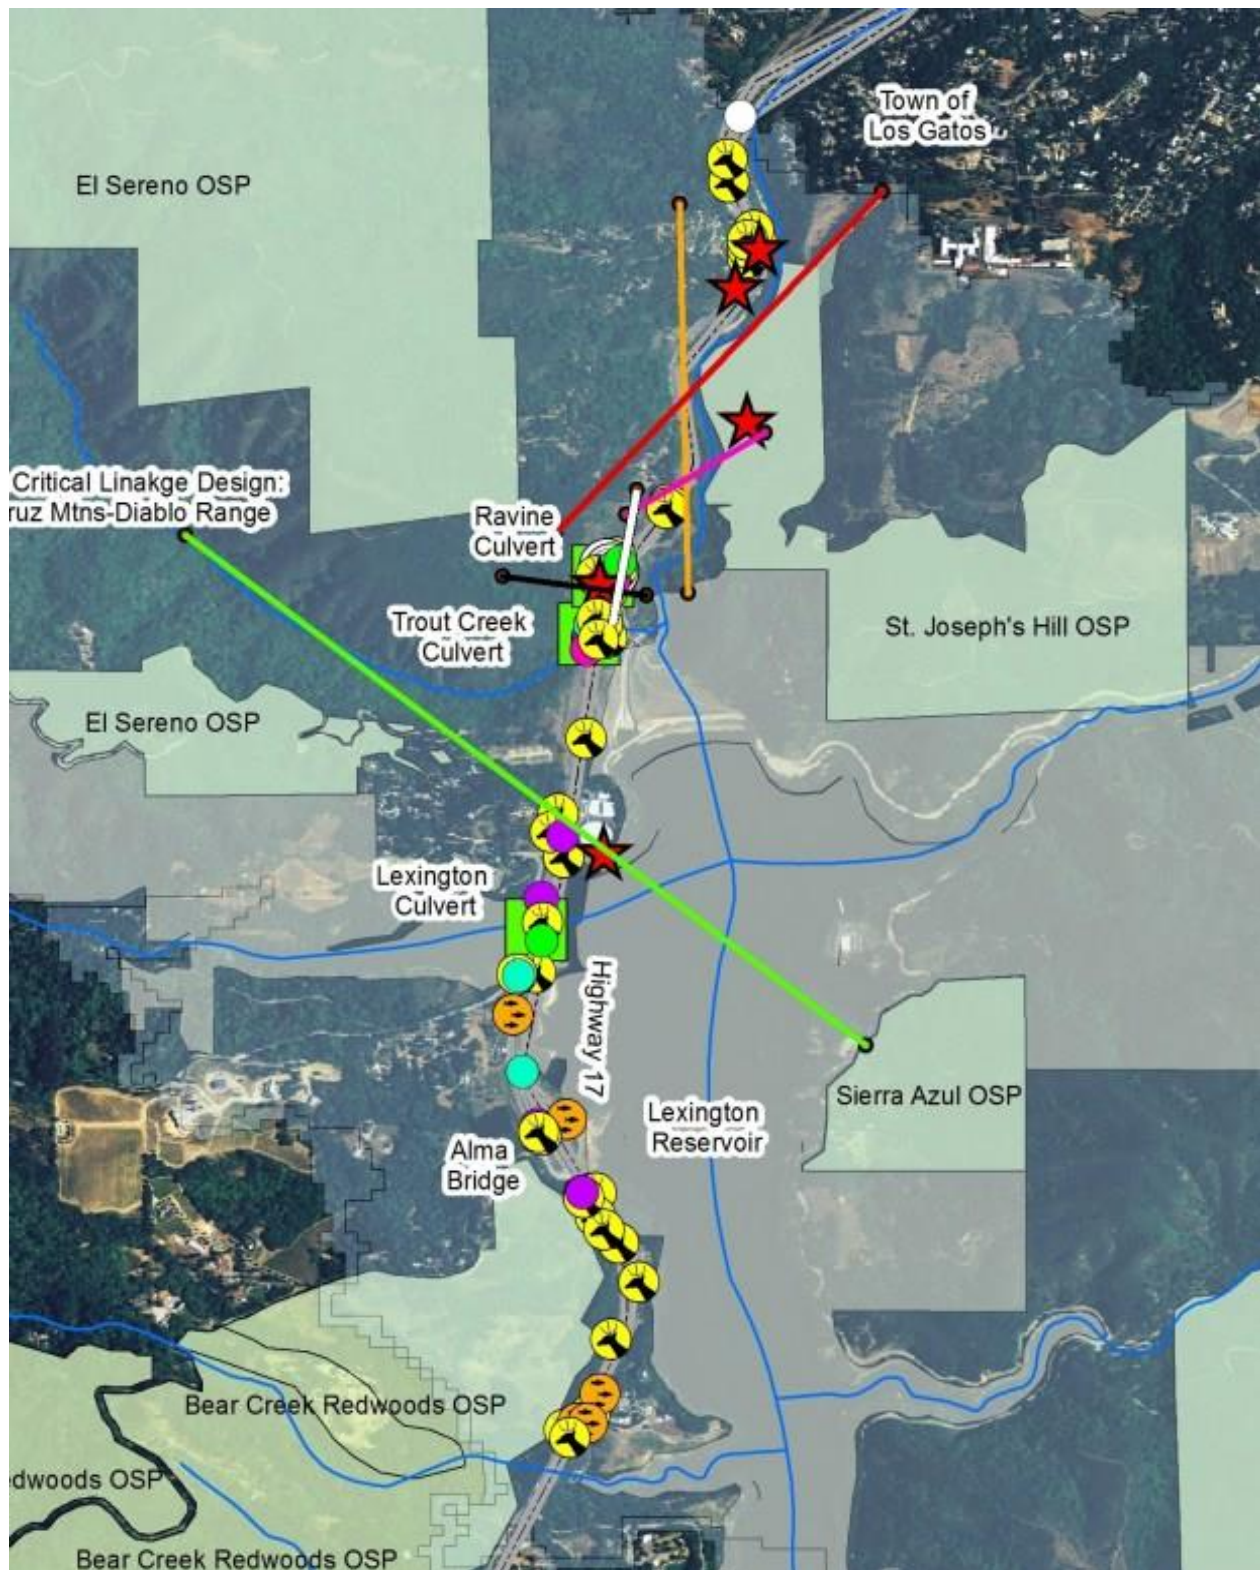 Town of
Los Gatos
El Sereno OSP
Critical Linakge Design:
ruz Mtns-Diablo Range
Ravine
Culvert
Trout Creek
Culvert
St. Joseph's Hill OSP
El Sereno OSP
Lexington
Culvert
Highway 17
Sierra Azul OSP
Lexington
Reservoir
Alma
Bridge
Bear Creek Redwoods OSP
edwoods OSP
Bear Creek Redwoods OSP